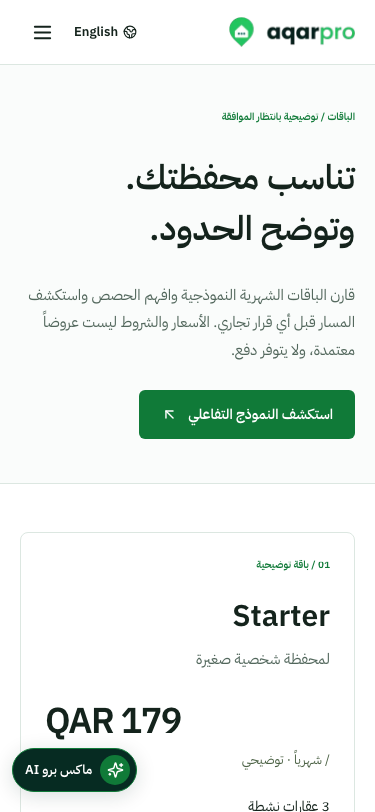 aqarpro
English
الباقات / توضيحية بانتظار الموافقة
تناسب محفظتك.
وتوضح الحدود.
قارن الباقات الشهرية النموذجية وافهم الحصص واستكشف
المسار قبل أي قرار تجاري. الأسعار والشروط ليست عروضاً
معتمدة، ولا يتوفر دفع.
استكشف النموذج التفاعلي
01 / باقة توضيحية
Starter
لمحفظة شخصية صغيرة
QAR 179
/ شهرياً · توضيحي
ماكس برو AI
3 عقارات نشطة